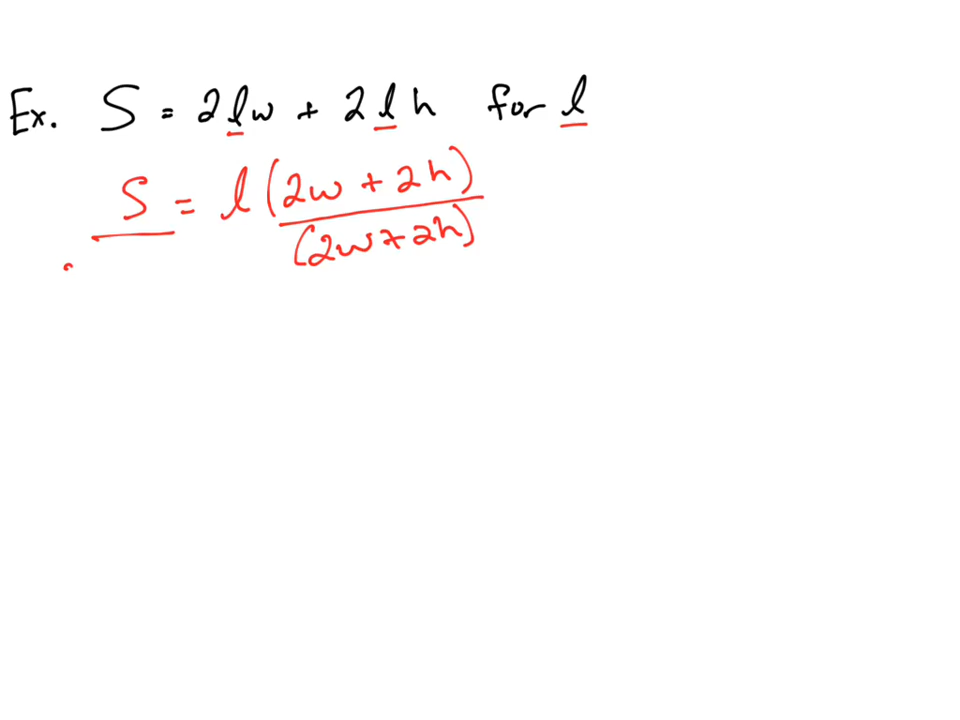 Ex. S = 2lw + 2lh for l
S = l(2w + 2h)
(2w+2h)